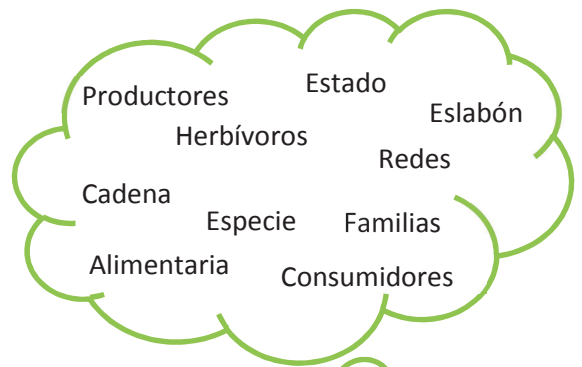 Estado
Productores
Eslabón
Herbívoros
Redes
Cadena
Especie
Familias
Alimentaria
Consumidores